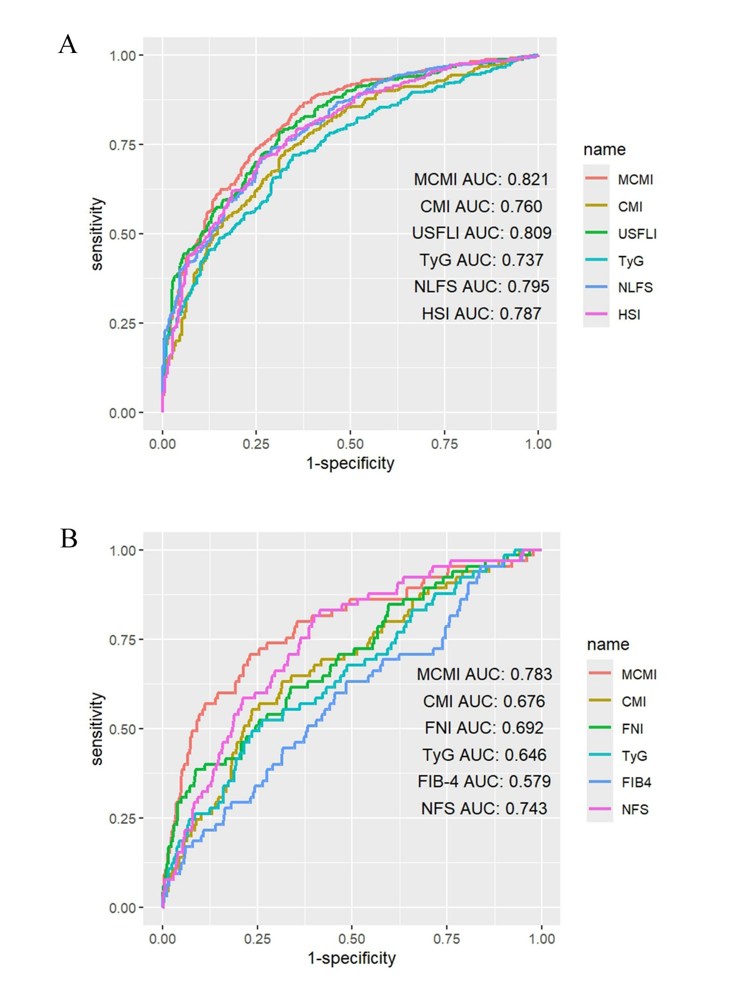 A
1.00
0.75
0.50
0.25
0.00
sensitivity
0.00 0.25 0.50 0.75 1.00
1-specificity
MCMI AUC: 0.821
CMI AUC: 0.760
USFLI AUC: 0.809
TyG AUC: 0.737
NLFS AUC: 0.795
HSI AUC: 0.787
name
MCMI
CMI
USFLI
TyG
NLFS
HSI
B
1.00
0.75
0.50
0.25
0.00
sensitivity
0.00 0.25 0.50 0.75 1.00
1-specificity
MCMI AUC: 0.783
CMI AUC: 0.676
FNI AUC: 0.692
TyG AUC: 0.646
FIB-4 AUC: 0.579
NFS AUC: 0.743
name
MCMI
CMI
FNI
TyG
FIB4
NFS